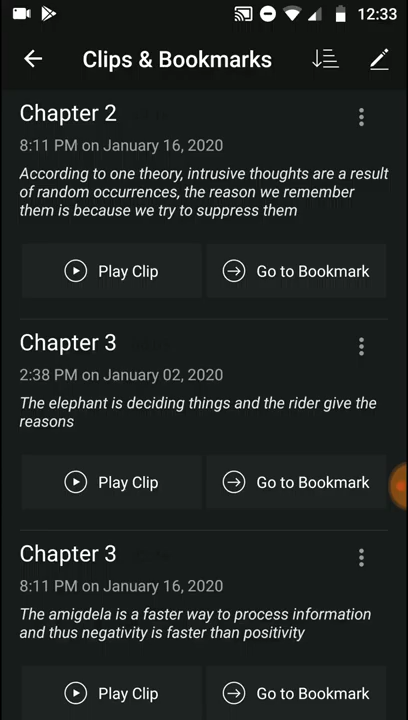 12:33
Clips & Bookmarks
Chapter 2
8:11 PM on January 16, 2020
According to one theory, intrusive thoughts are a result
of random occurrences, the reason we remember
them is because we try to suppress them
Play Clip
Go to Bookmark
Chapter 3
2:38 PM on January 02, 2020
The elephant is deciding things and the rider give the
reasons
Play Clip
Go to Bookmark
Chapter 3
8:11 PM on January 16, 2020
The amigdela is a faster way to process information
and thus negativity is faster than positivity
Play Clip
Go to Bookmark